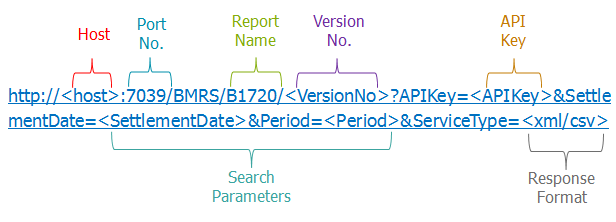 Host
Port
No.
Report
Name
Version
No.
API
Key
http://<host>:7039/BMRS/B1720/<VersionNo>?APIKey=<APIKey>&Settle
mentDate=<SettlementDate>&Period=<Period>&ServiceType=<xml/csv>
Search
Parameters
Response
Format